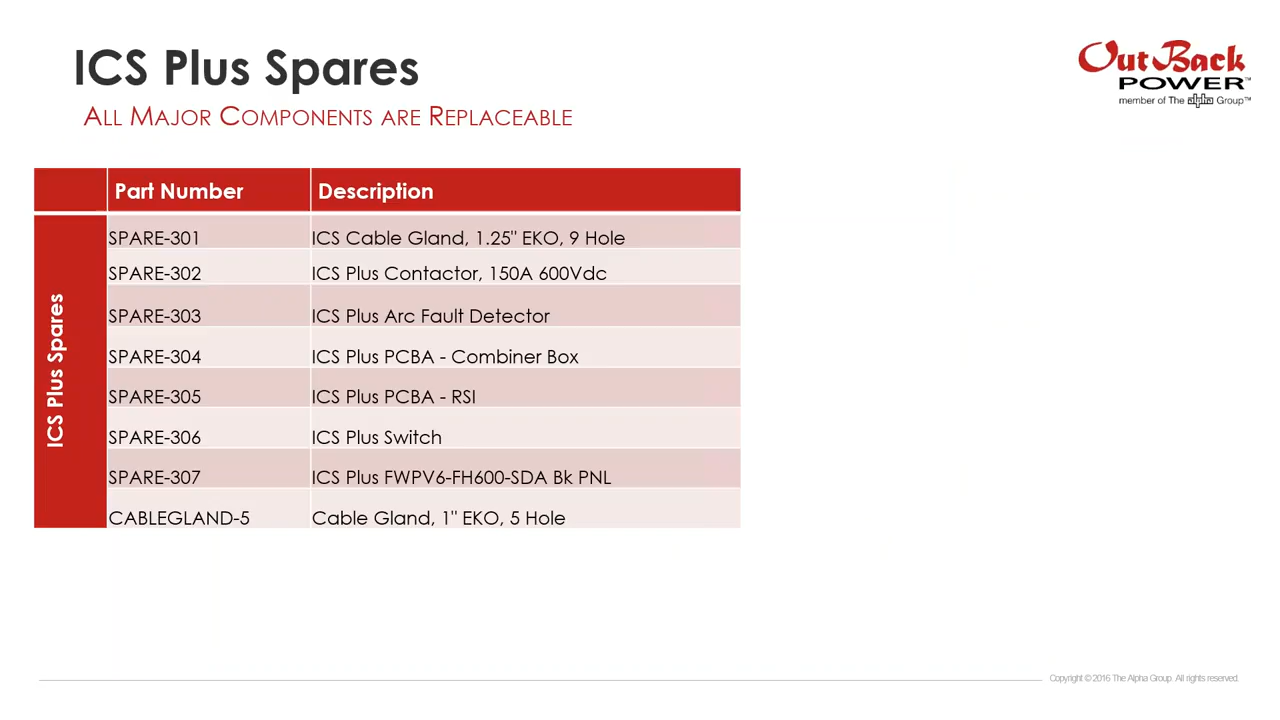 ICS Plus Spares
ALL MAJOR COMPONENTS ARE REPLACEABLE
OutBack
POWER™
member of The alpha Group™
Part Number Description
ICS Plus Spares
SPARE-301 ICS Cable Gland, 1.25" EKO, 9 Hole
SPARE-302 ICS Plus Contactor, 150A 600Vdc
SPARE-303 ICS Plus Arc Fault Detector
SPARE-304 ICS Plus PCBA - Combiner Box
SPARE-305 ICS Plus PCBA - RSI
SPARE-306 ICS Plus Switch
SPARE-307 ICS Plus FWPV6-FH600-SDA Bk PNL
CABLEGLAND-5 Cable Gland, 1" EKO, 5 Hole
Copyright © 2016 The Alpha Group. All rights reserved.